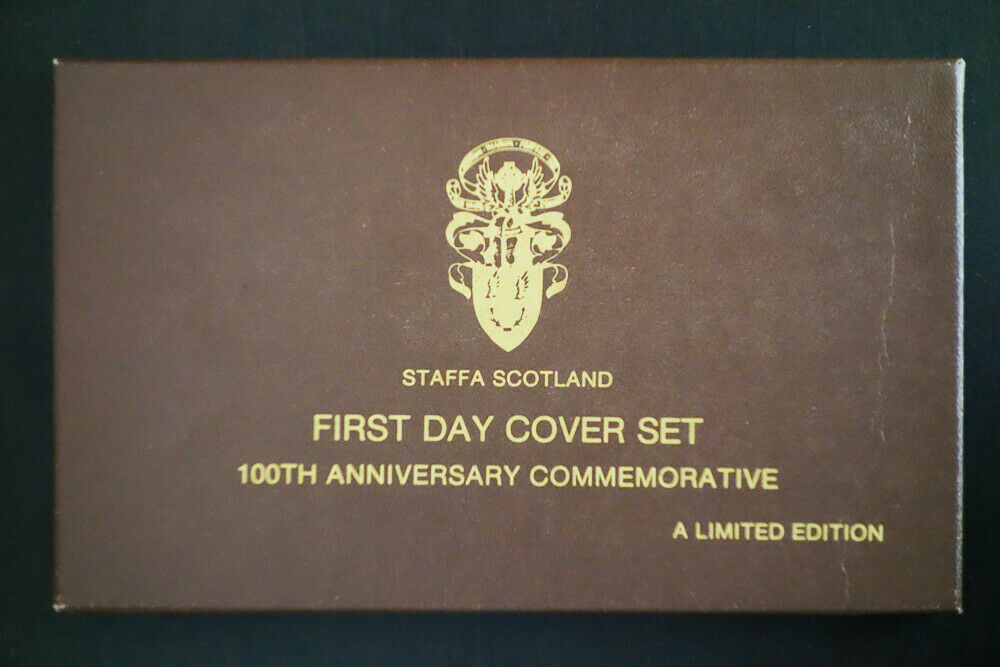 STAFFA SCOTLAND
FIRST DAY COVER SET
100TH ANNIVERSARY COMMEMORATIVE
A LIMITED EDITION